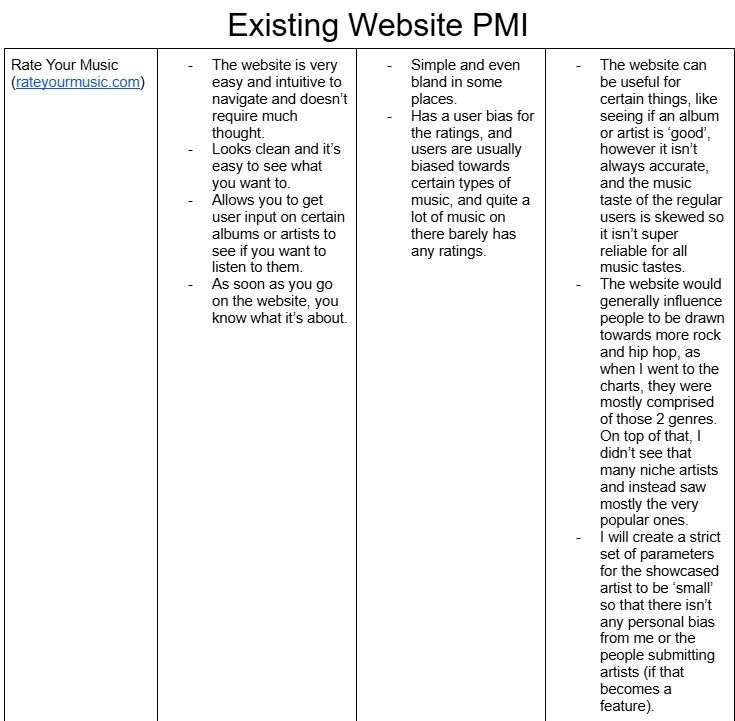 Existing Website PMI
Rate Your Music
(rateyourmusic.com)
- The website is very
easy and intuitive to
navigate and doesn't
require much
thought.
- Looks clean and it's
easy to see what
you want to.
- Allows you to get
user input on certain
albums or artists to
see if you want to
listen to them.
- As soon as you go
on the website, you
know what it's about.
- Simple and even
bland in some
places.
- Has a user bias for
the ratings, and
users are usually
biased towards
certain types of
music, and quite a
lot of music on
there barely has
any ratings.
- The website can
be useful for
certain things, like
seeing if an album
or artist is 'good',
however it isn't
always accurate,
and the music
taste of the regular
users is skewed so
it isn't super
reliable for all
music tastes.
- The website would
generally influence
people to be drawn
towards more rock
and hip hop, as
when I went to the
charts, they were
mostly comprised
of those 2 genres.
On top of that, I
didn't see that
many niche artists
and instead saw
mostly the very
popular ones.
- I will create a strict
set of parameters
for the showcased
artist to be 'small'
so that there isn't
any personal bias
from me or the
people submitting
artists (if that
becomes a
feature).